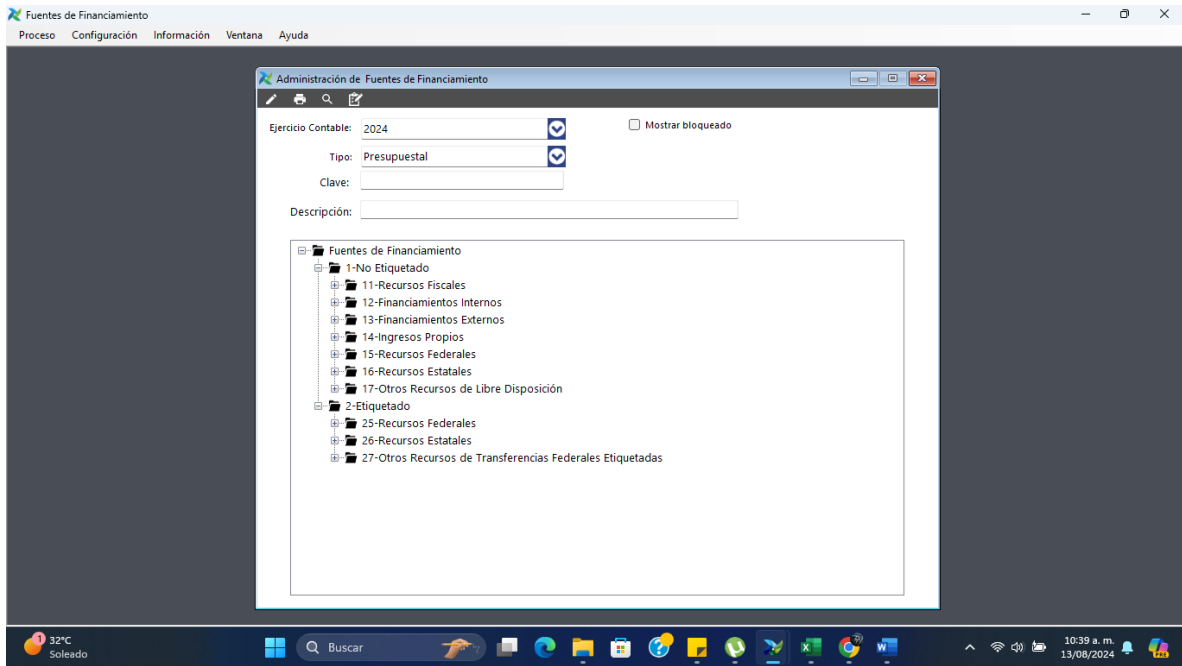 Fuentes de Financiamiento
Proceso Configuración Información Ventana Ayuda
Administración de Fuentes de Financiamiento
Ejercicio Contable: 2024
Mostrar bloqueado
Tipo: Presupuestal
Clave:
Descripción:
Fuentes de Financiamiento
1-No Etiquetado
11-Recursos Fiscales
12-Financiamientos Internos
13-Financiamientos Externos
14-Ingresos Propios
15-Recursos Federales
16-Recursos Estatales
17-Otros Recursos de Libre Disposición
2-Etiquetado
25-Recursos Federales
26-Recursos Estatales
27-Otros Recursos de Transferencias Federales Etiquetadas
1 32°C
Soleado
Buscar
10:39 a. m.
13/08/2024
PRE